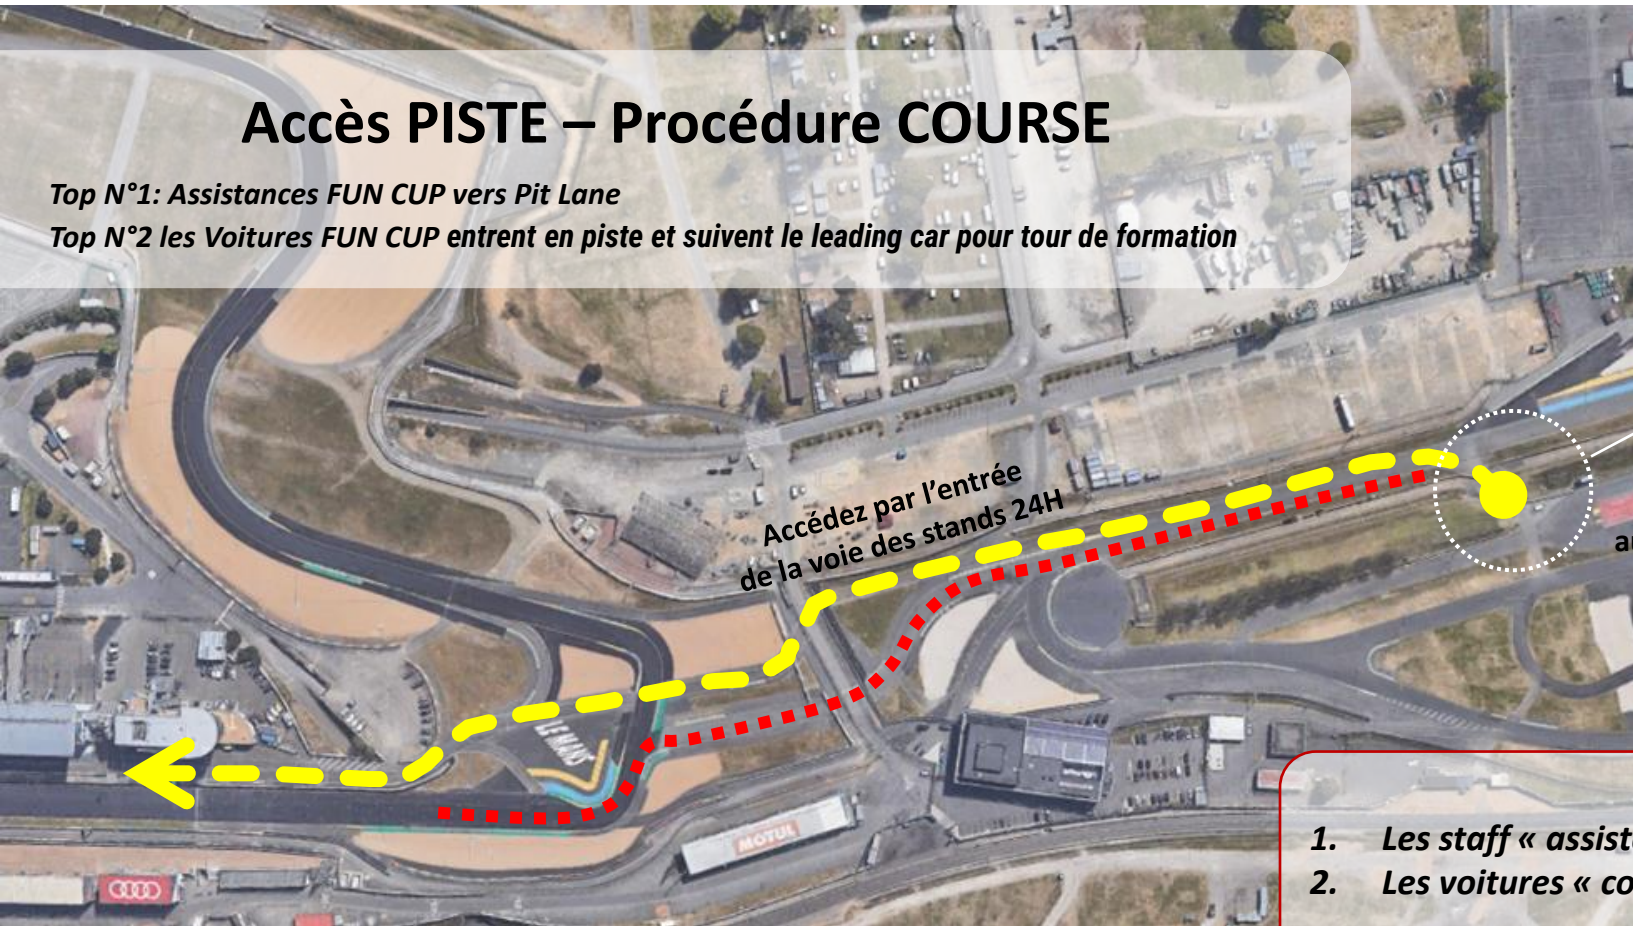 Accès PISTE – Procédure COURSE
Top N°1: Assistances FUN CUP vers Pit Lane
Top N°2 les Voitures FUN CUP entrent en piste et suivent le leading car pour tour de formation
Accédez par l'entrée
de la voie des stands 24H
LE MANS
MOTUL
1. Les staff « assist
2. Les voitures « co